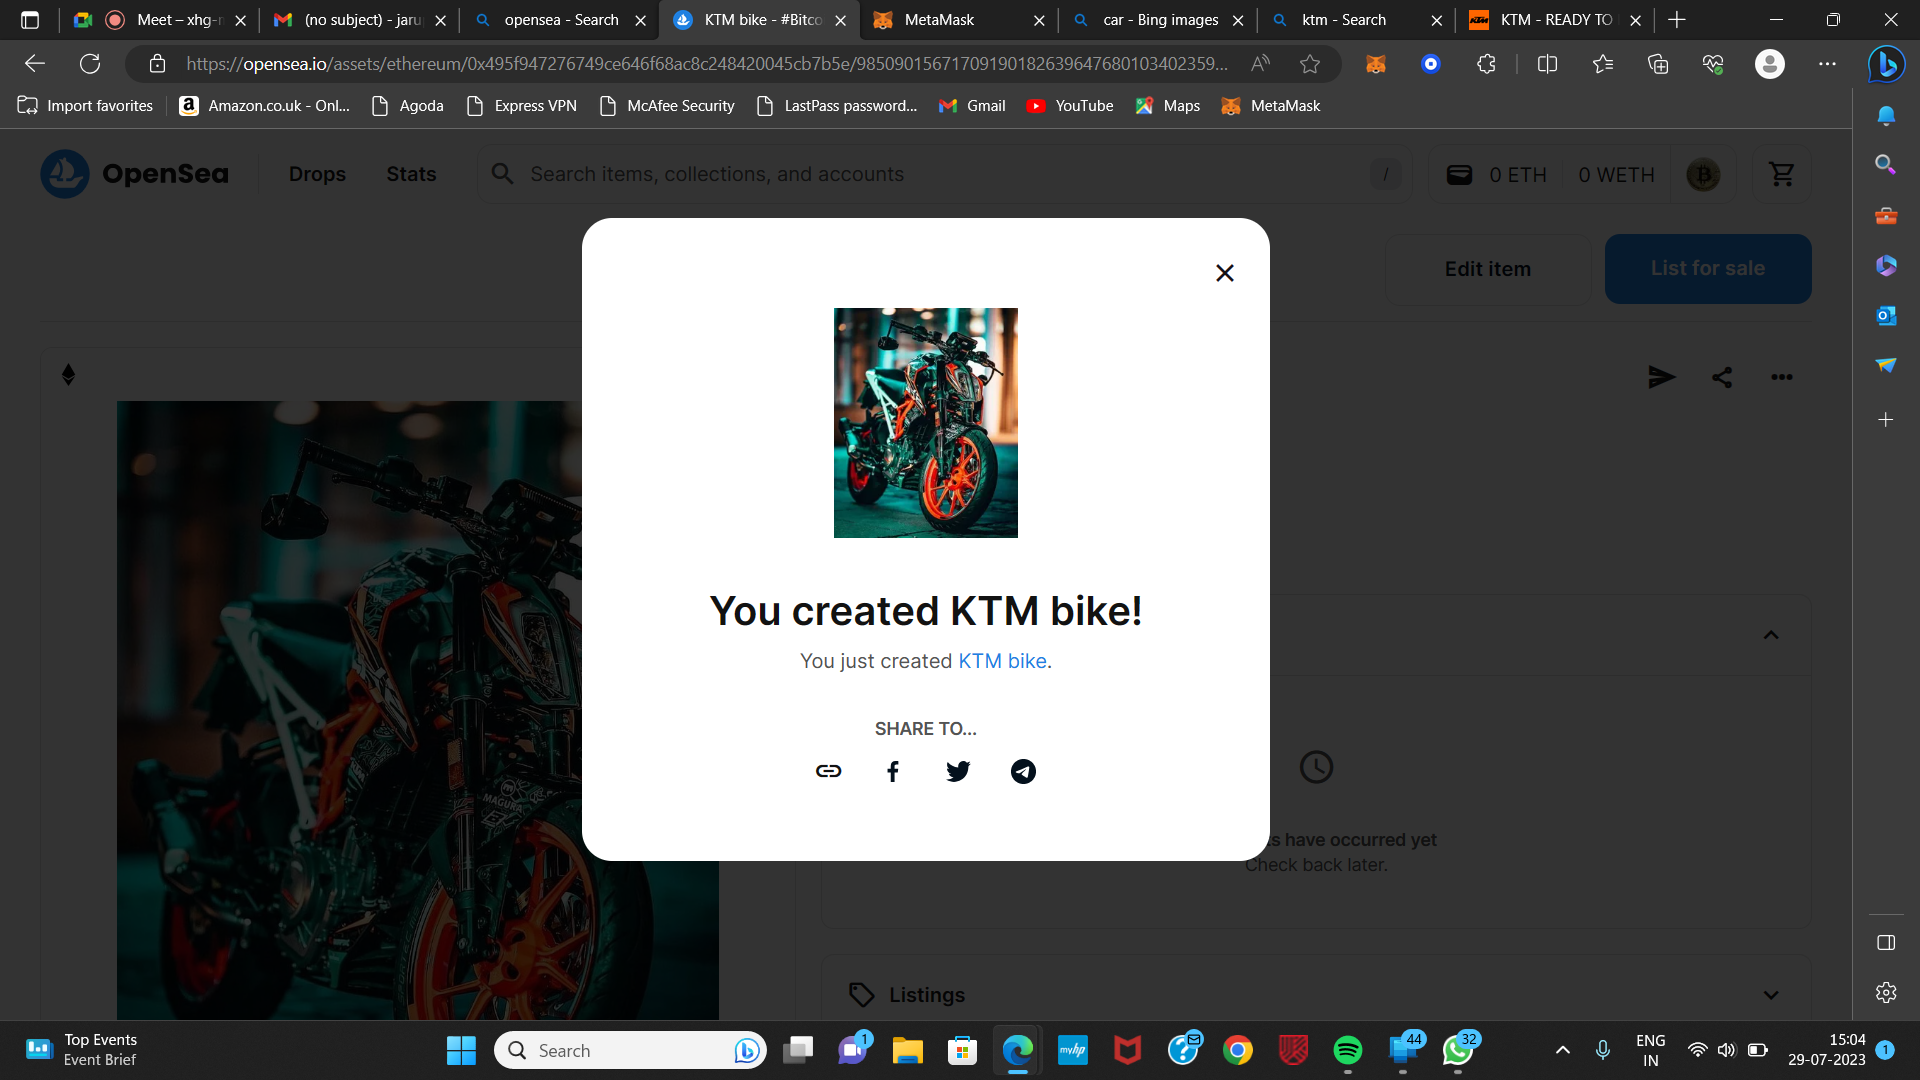 Meet – xhg-n
(no subject) - jaru
opensea - Search
KTM bike - #Bitco
MetaMask
car - Bing images
ktm - Search
KTM - READY TO
https://opensea.io/assets/ethereum/0x495f947276749ce646f68ac8c248420045cb7b5e/98509015671709190182639647680103402359...
Import favorites
Amazon.co.uk - Onl...
Agoda
Express VPN
McAfee Security
LastPass password...
Gmail
YouTube
Maps
MetaMask
OpenSea
Drops
Stats
Search items, collections, and accounts
/
0 ETH
0 WETH
Edit item
List for sale
You created KTM bike!
You just created KTM bike.
SHARE TO...
MAGURA
s have occurred yet
Check back later.
Listings
Top Events
Event Brief
Search
1
myhp
44
32
ENG
IN
15:04
29-07-2023
1